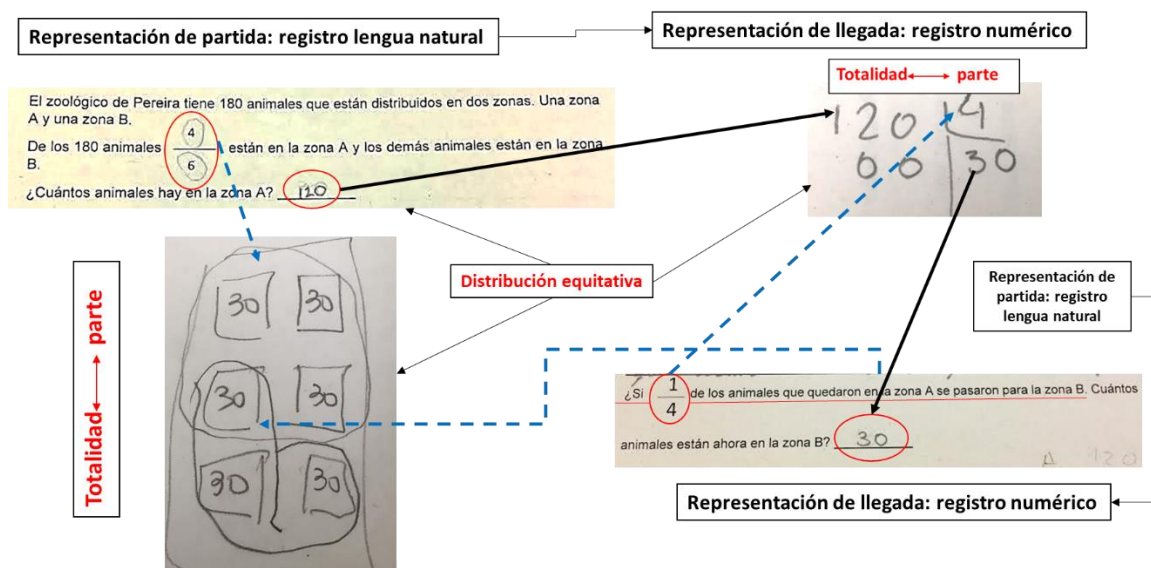 Representación de partida: registro lengua natural
Representación de llegada: registro numérico
Totalidad parte
El zoológico de Pereira tiene 180 animales que están distribuidos en dos zonas. Una zona
A y una zona B.
De los 180 animales 4/6 están en la zona A y los demás animales están en la zona
B.
¿Cuántos animales hay en la zona A? 120
120 4
00 30
Totalidad parte
30 30
30 30
30 30
Distribución equitativa
Representación de
partida: registro
lengua natural
¿Si 1/4 de los animales que quedaron en la zona A se pasaron para la zona B. Cuántos
animales están ahora en la zona B? 30
A 120
Representación de llegada: registro numérico